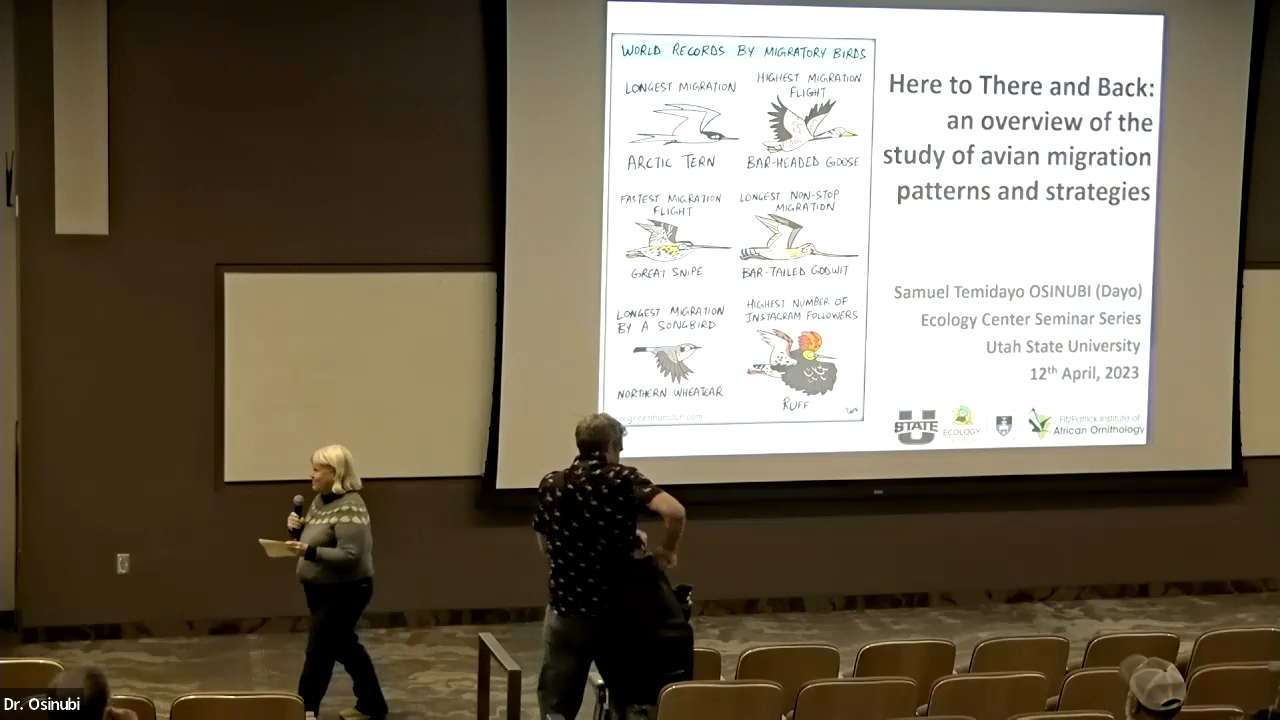 WORLD RECORDS BY MIGRATORY BIRDS
LONGEST MIGRATION
ARCTIC TERN
HIGHEST MIGRATION
FLIGHT
BAR-HEADED GOOSE
FASTEST MIGRATION
FLIGHT
GREAT SNIPE
LONGEST NON-STOP
MIGRATION
BAR-TAILED GODWIT
LONGEST MIGRATION
BY A SONGBIRD
NORTHERN WHEATEAR
HIGHEST NUMBER OF
INSTAGRAM FOLLOWERS
RUFF
Here to There and Back:
an overview of the
study of avian migration
patterns and strategies
Samuel Temidayo OSINUBI (Dayo)
Ecology Center Seminar Series
Utah State University
12th April, 2023
STATE
ECOLOGY
FitzPatrick Institute of
African Ornithology
Dr. Osinubi